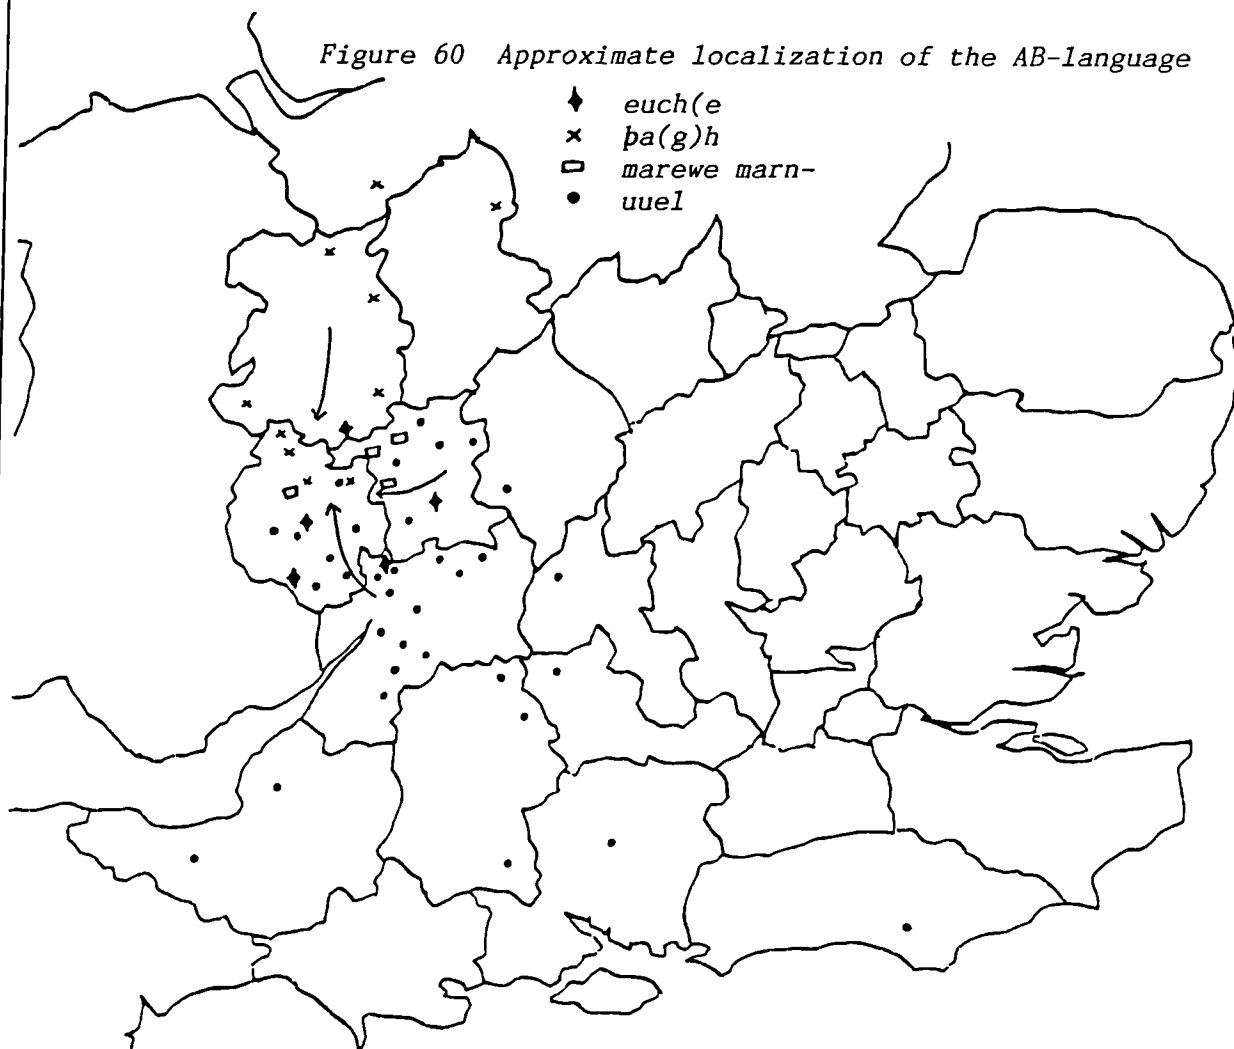 Figure 60 Approximate localization of the AB-language
euch(e
þa(g)h
marewe marn-
uuel